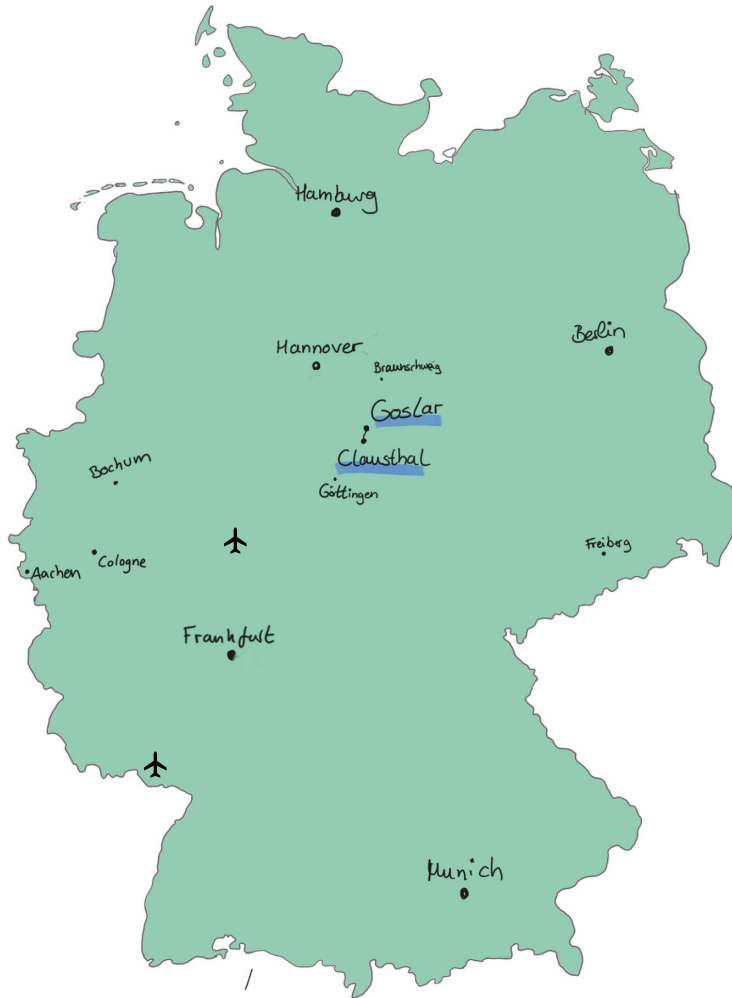 Hamburg
Hannover
Berlin
Braunschweig
Goslar
Clausthal
Göttingen
Bochum
Cologne
Aachen
Freiberg
Frankfurt
Munich